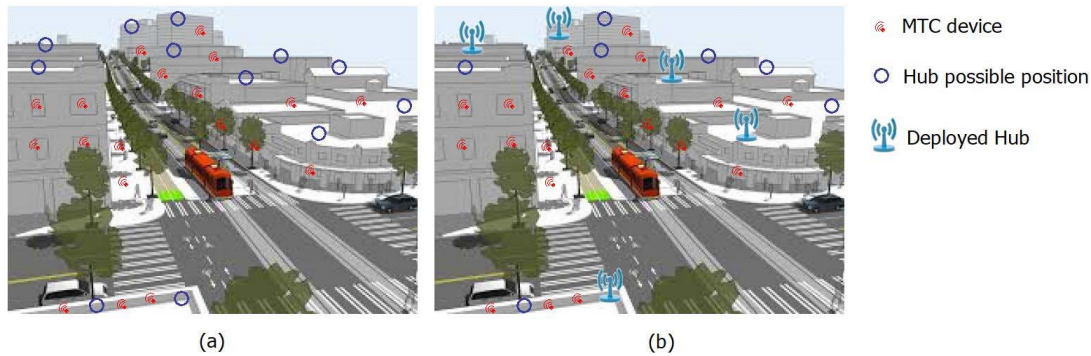 MTC device
Hub possible position
Deployed Hub
(a)
(b)